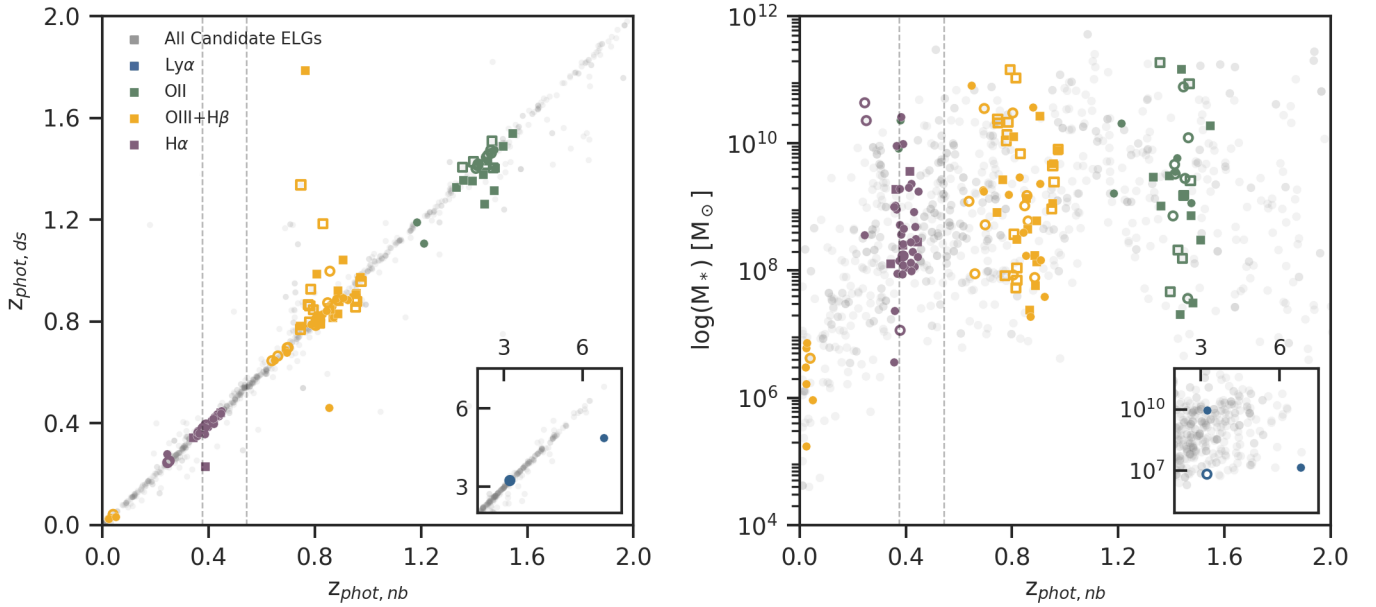 2.0
1.6
1.2
0.8
0.4
0.0
z_phot, ds
All Candidate ELGs
Lyα
OII
OIII+Hβ
Hα
3 6
6
3
0.0 0.4 0.8 1.2 1.6 2.0
z_phot, nb
10^12
10^10
10^8
10^6
10^4
log(M_*) [M_⊙]
3 6
10^10
10^7
0.0 0.4 0.8 1.2 1.6 2.0
z_phot, nb